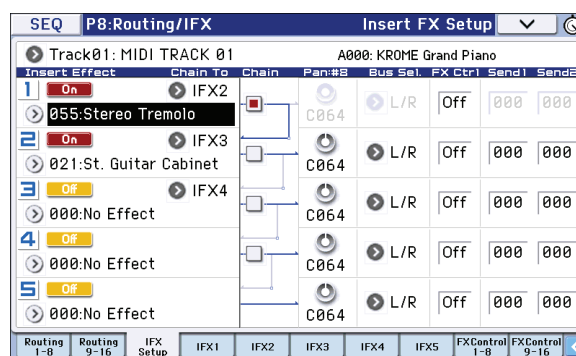 SEQ P8:Routing/IFX Insert FX Setup
Track01: MIDI TRACK 01 A000: KROME Grand Piano
Insert Effect Chain To Chain Pan:#8 Bus Sel. FX Ctrl Send1 Send2
1 On IFX2
055:Stereo Tremolo C064 L/R Off 000 000
2 On IFX3
021:St. Guitar Cabinet C064 L/R Off 000 000
3 Off IFX4
000:No Effect C064 L/R Off 000 000
4 Off
000:No Effect C064 L/R Off 000 000
5 Off
000:No Effect C064 L/R Off 000 000
Routing 1-8 Routing 9-16 IFX Setup IFX1 IFX2 IFX3 IFX4 IFX5 FXControl 1-8 FXControl 9-16